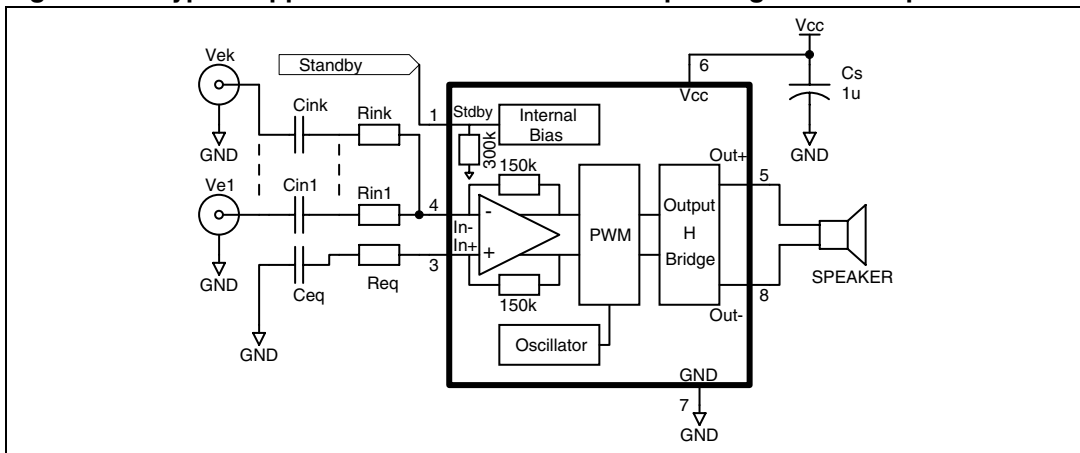 Vcc
Vek
Standby
6
Cs
1u
Vcc
Cink
Rink
1
Stdby
Internal
Bias
GND
300k
GND
150k
Out+
5
Ve1
Cin1
Rin1
4
-
In-
In+
+
PWM
Output
H
Bridge
GND
Ceq
Req
3
150k
8
SPEAKER
Out-
GND
Oscillator
GND
7
GND